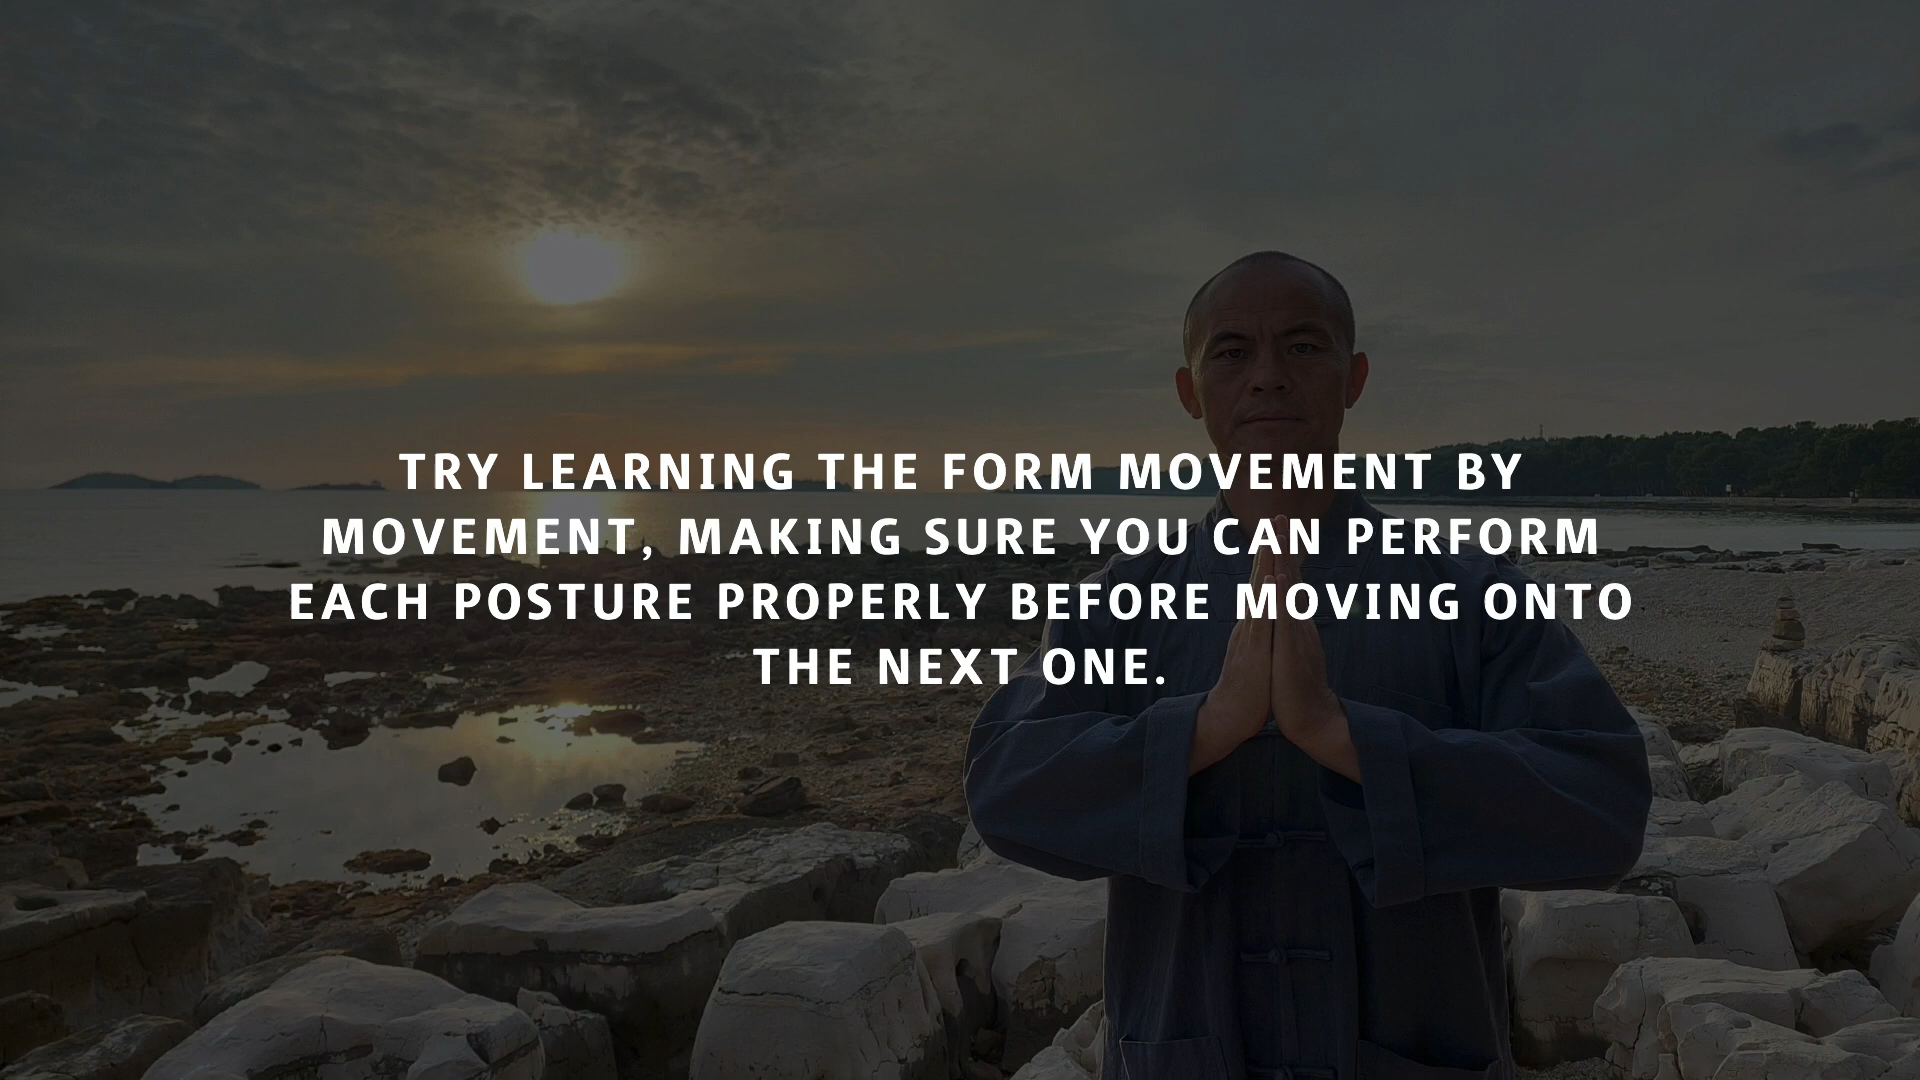 TRY LEARNING THE FORM MOVEMENT BY
MOVEMENT, MAKING SURE YOU CAN PERFORM
EACH POSTURE PROPERLY BEFORE MOVING ONTO
THE NEXT ONE.